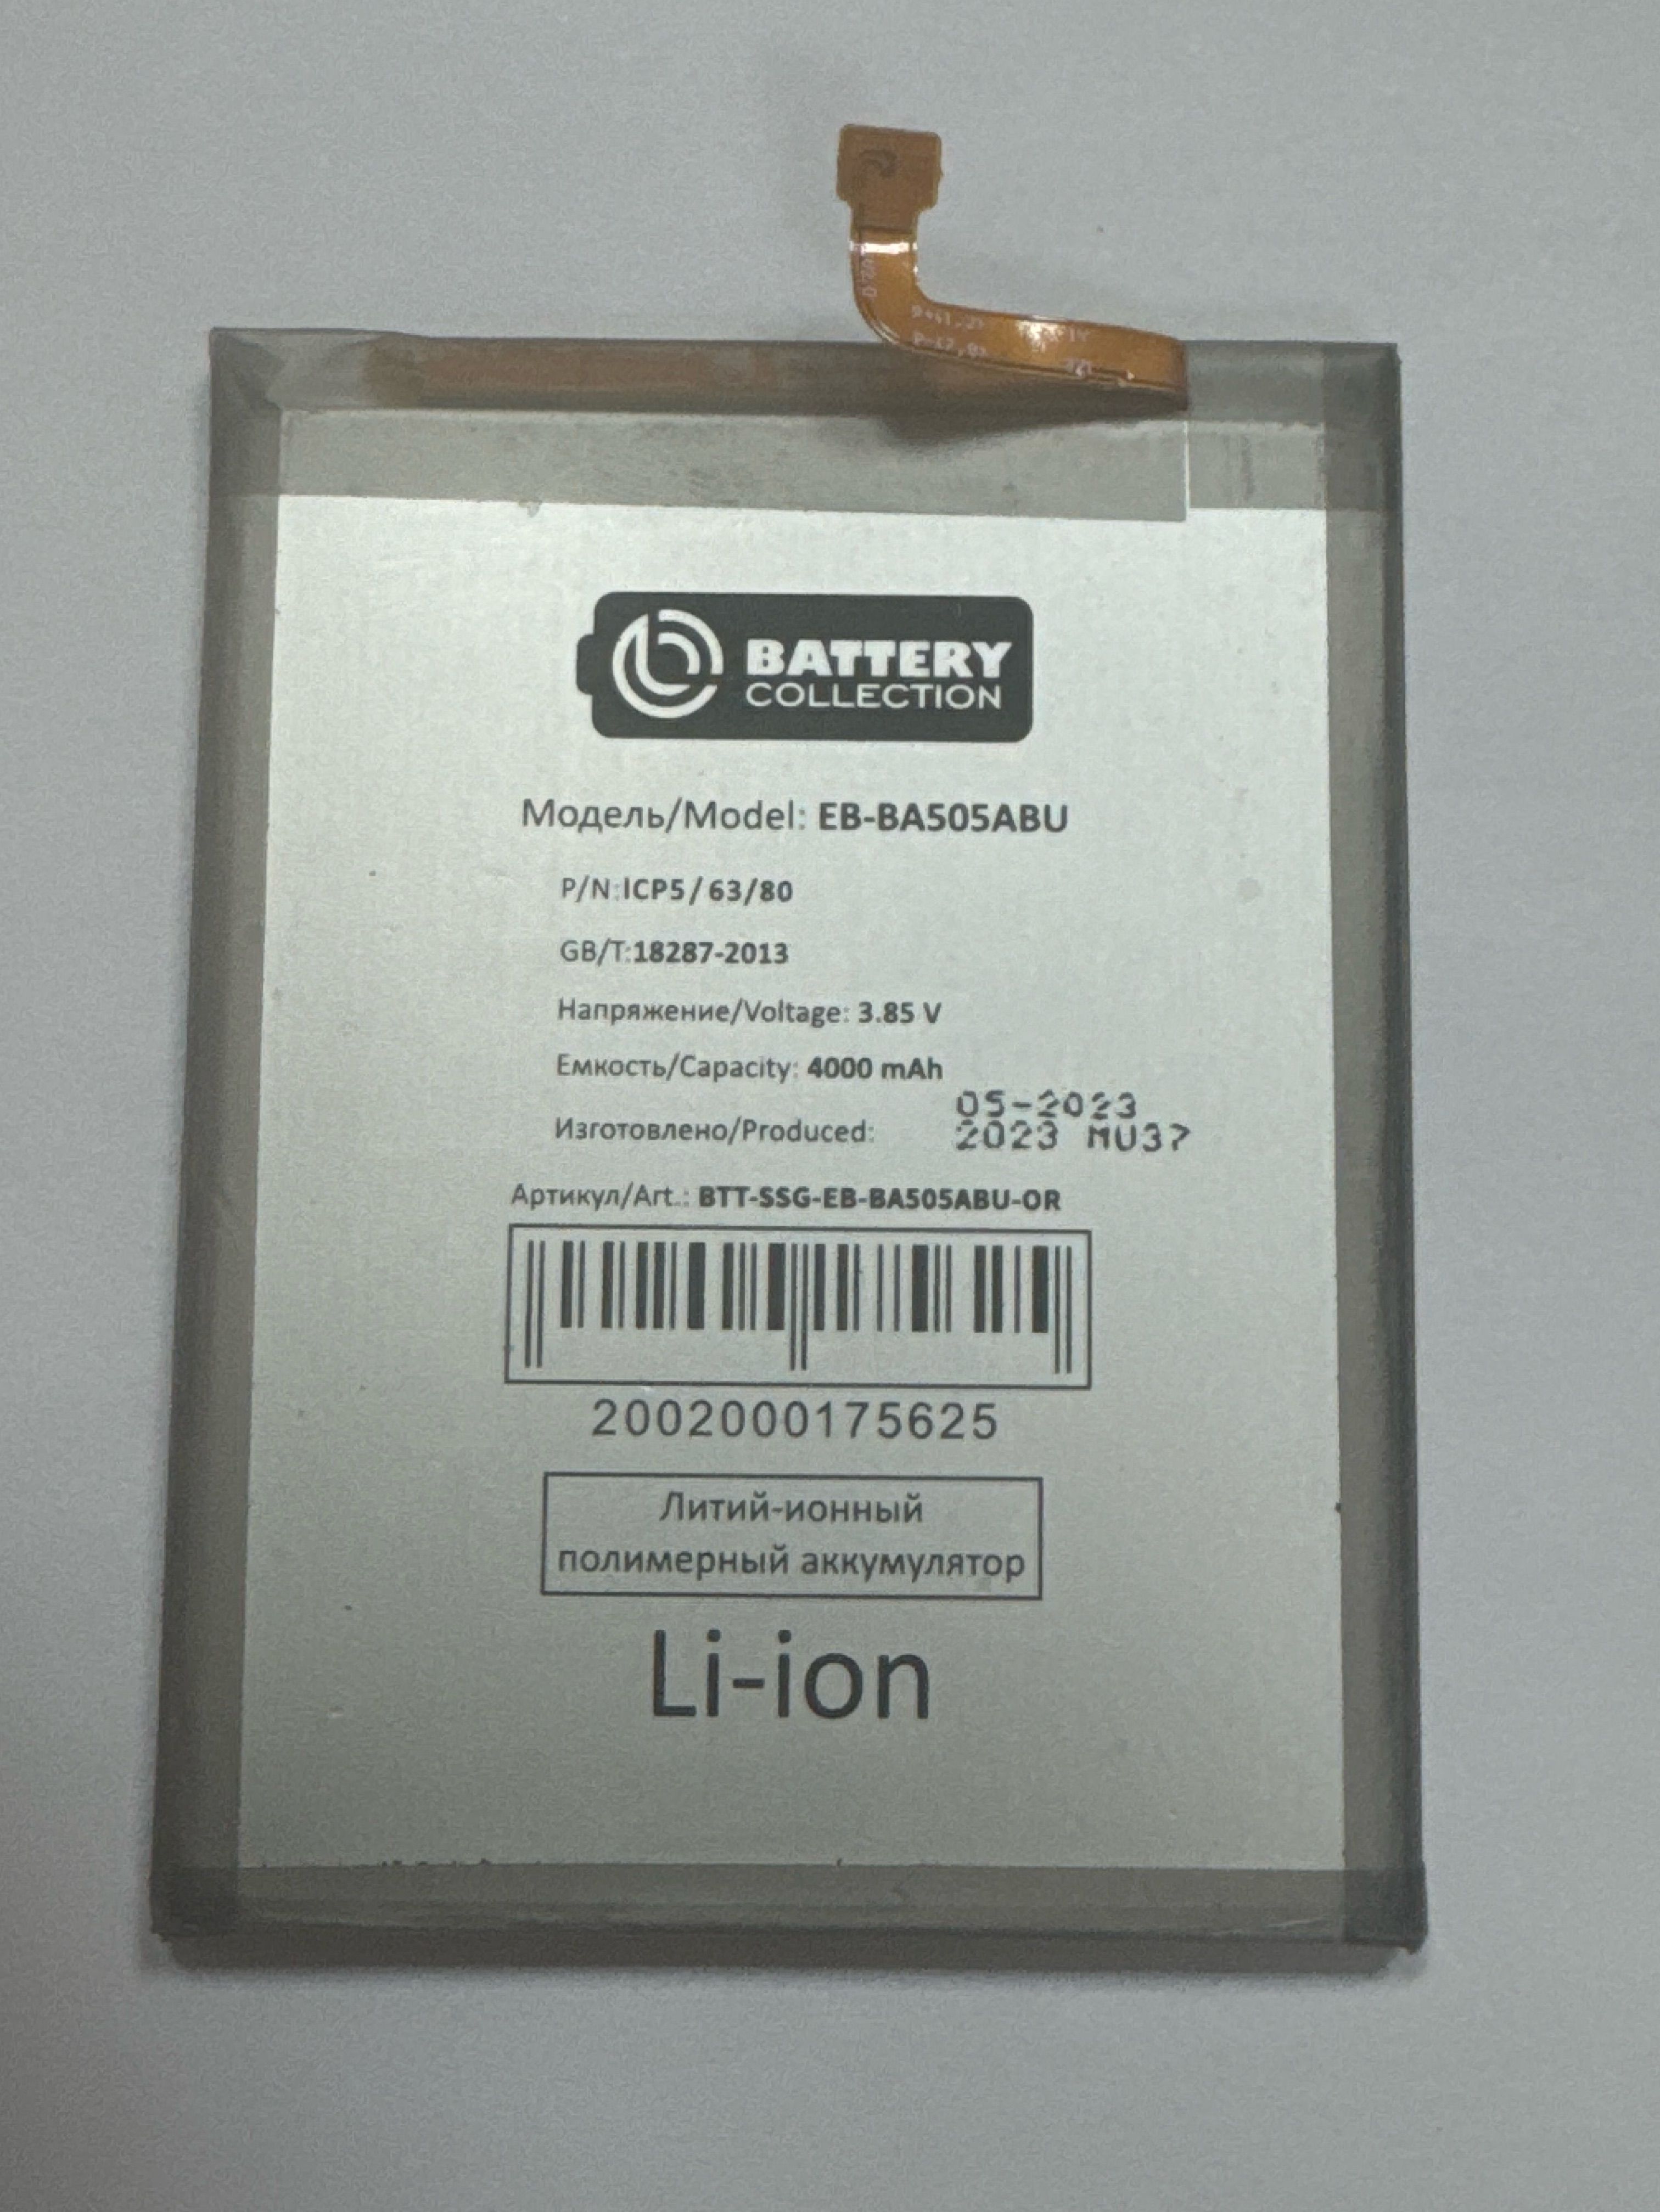 BATTERY
COLLECTION
Модель/Model: EB-BA505ABU
P/N:ICP5/63/80
GB/T:18287-2013
Напряжение/Voltage: 3.85 V
Емкость/Capacity: 4000 mAh
05-2023
Изготовлено/Produced: 2023 MU37
Артикул/Art.: BTT-SSG-EB-BA505ABU-OR
2002000175625
Литий-ионный
полимерный аккумулятор
Li-ion